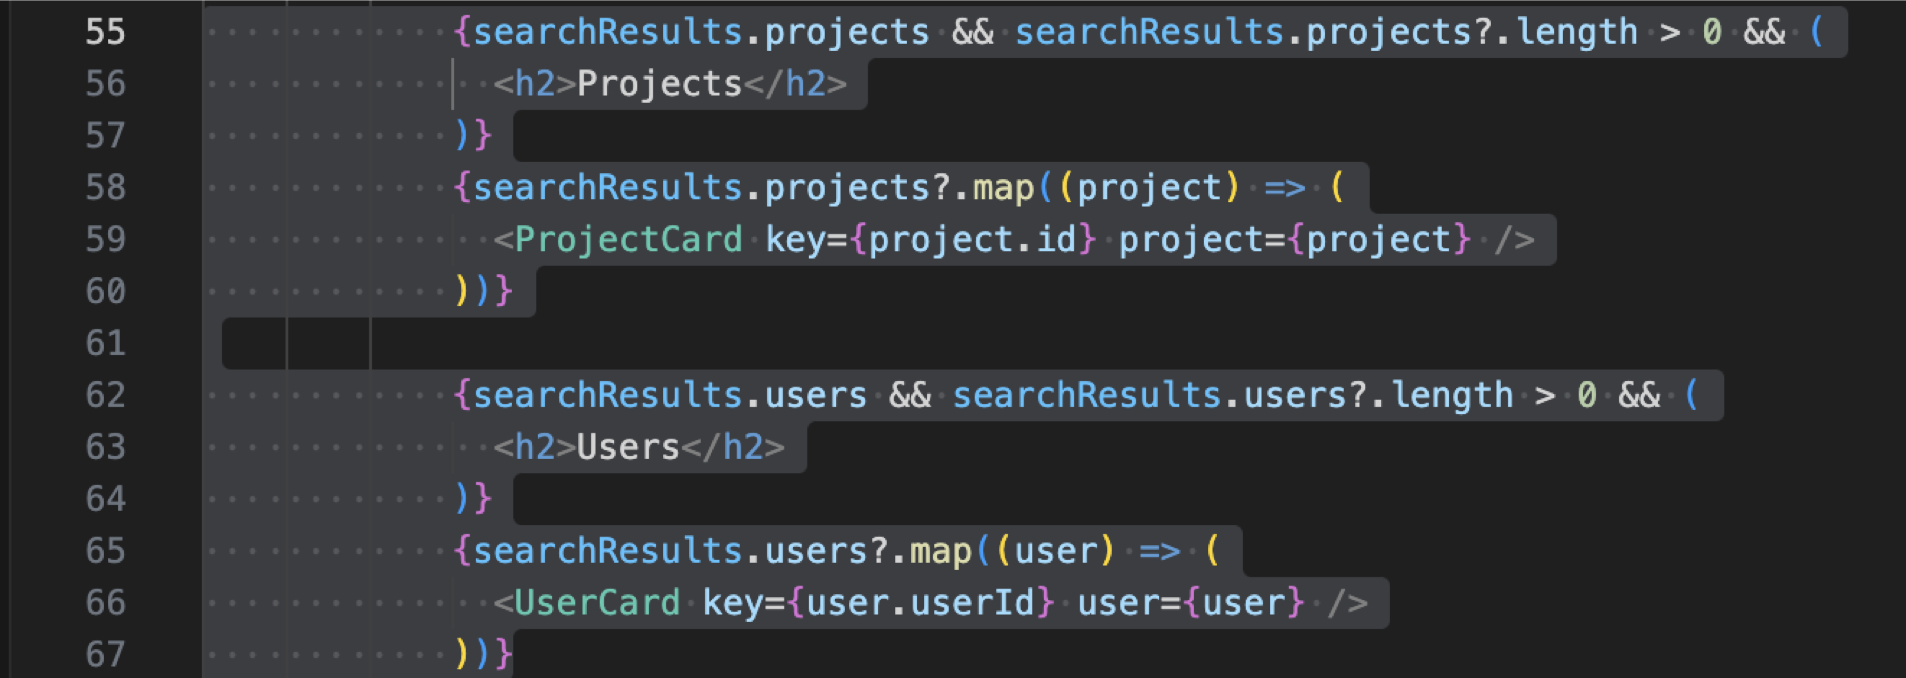 55 {searchResults.projects && searchResults.projects?.length > 0 && (
56 <h2>Projects</h2>
57 )}
58 {searchResults.projects?.map((project) => (
59 <ProjectCard key={project.id} project={project} />
60 ))}
61
62 {searchResults.users && searchResults.users?.length > 0 && (
63 <h2>Users</h2>
64 )}
65 {searchResults.users?.map((user) => (
66 <UserCard key={user.userId} user={user} />
67 ))}